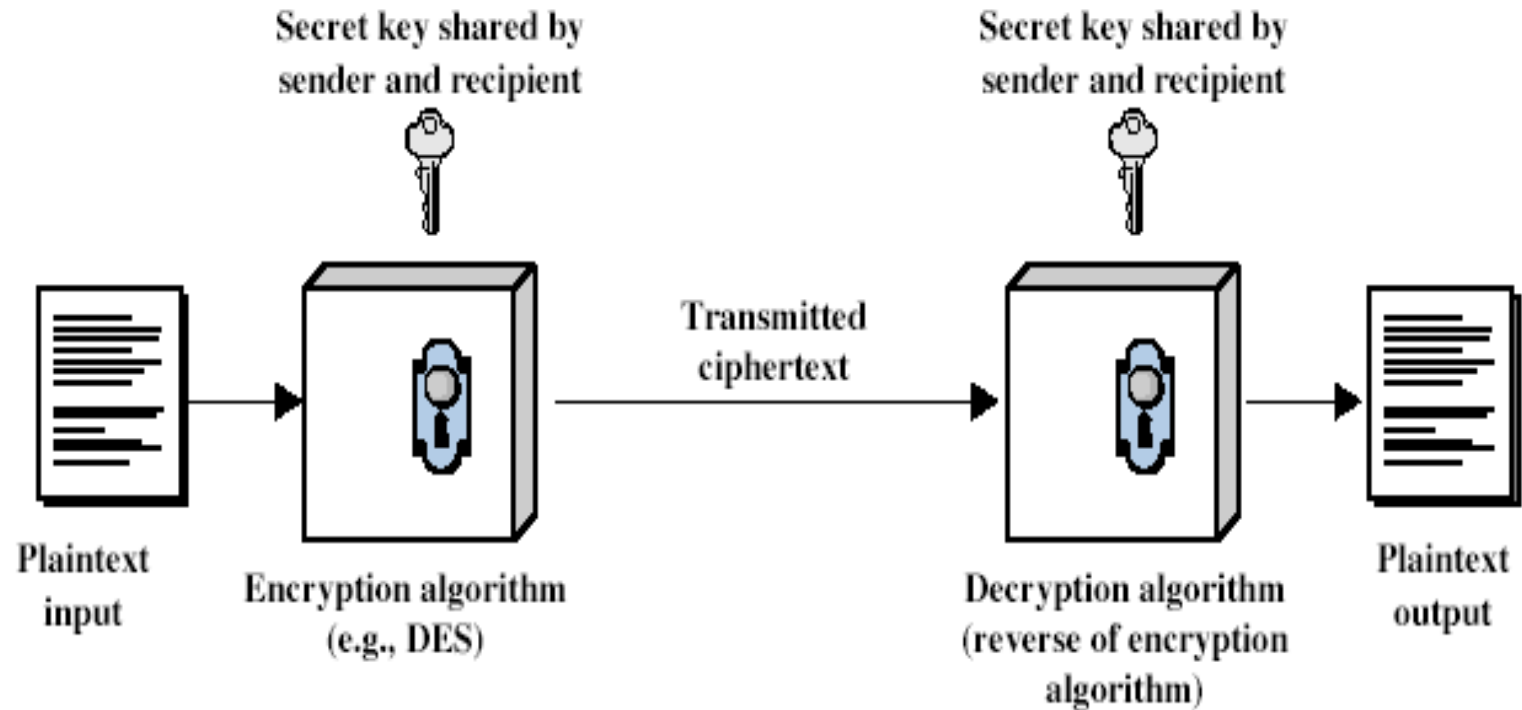 Secret key shared by
sender and recipient
Secret key shared by
sender and recipient
Transmitted
ciphertext
Plaintext
input
Encryption algorithm
(e.g., DES)
Decryption algorithm
(reverse of encryption
algorithm)
Plaintext
output